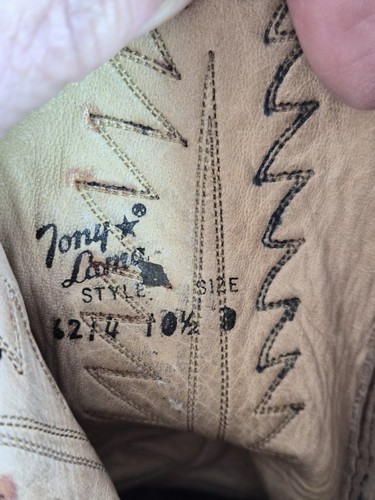 Tony ®
Lama
STYLE SIZE
6214 10½ D